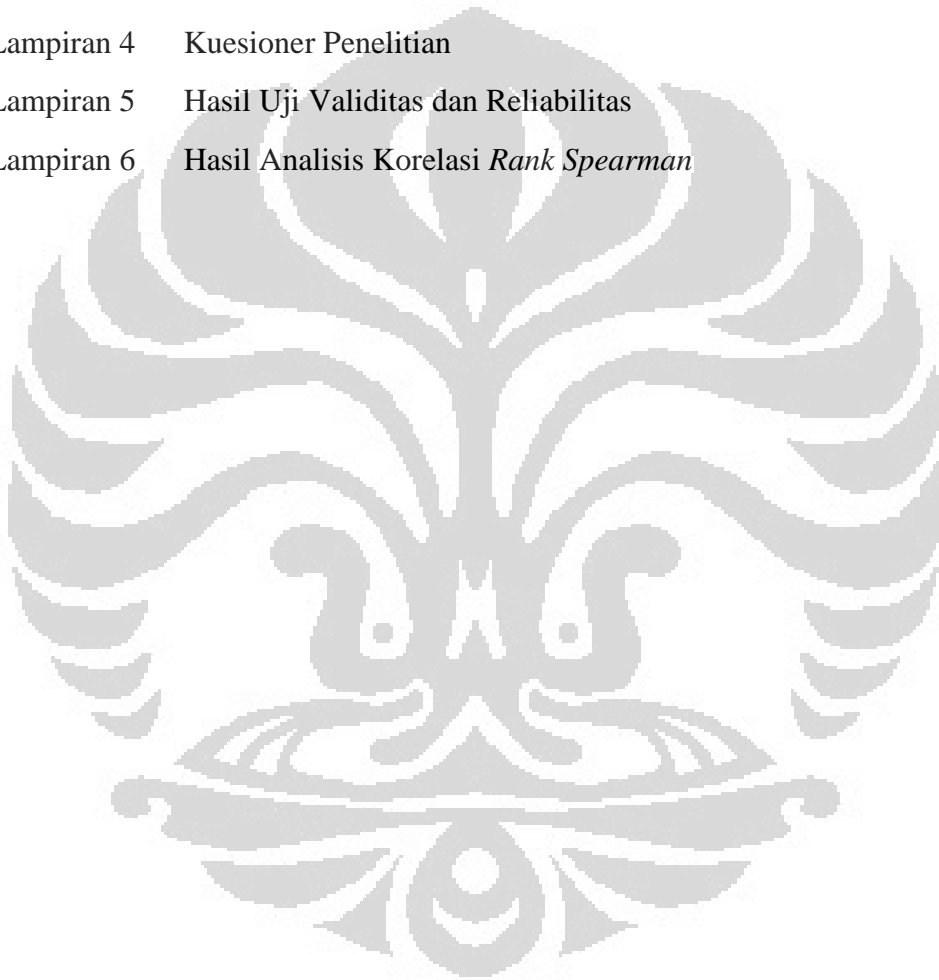 Lampiran 4 Kuesioner Penelitian
Lampiran 5 Hasil Uji Validitas dan Reliabilitas
Lampiran 6 Hasil Analisis Korelasi Rank Spearman